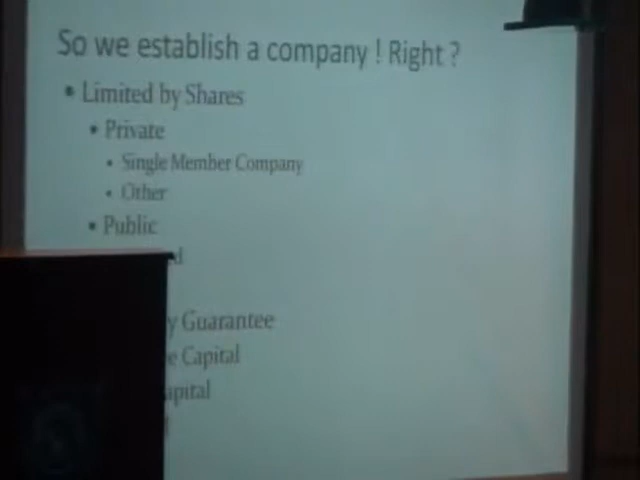 So we establish a company ! Right ?
• Limited by Shares
• Private
• Single Member Company
• Other
• Public
d
y Guarantee
e Capital
apital